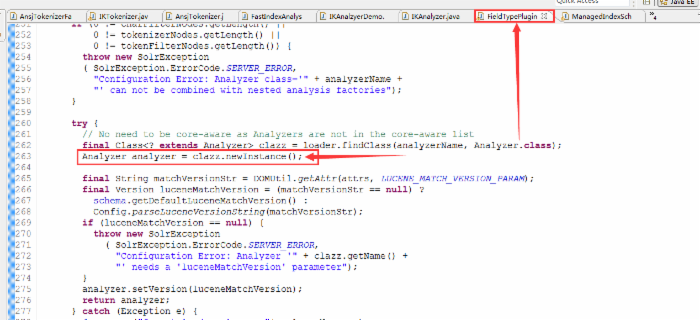 Quick Access
Java EE
AnsjTokenizerFa
IKTokenizer.jav
AnsjTokenizer.j
FastIndexAnalys
IKAnalzyerDemo.
IKAnalyzer.java
FieldTypePlugin
ManagedIndexSch
»4
251 if (0 != charFilterNodes.getLength() ||
252 0 != tokenizerNodes.getLength() ||
253 0 != tokenFilterNodes.getLength()) {
254 throw new SolrException
255 ( SolrException.ErrorCode.SERVER_ERROR,
256 "Configuration Error: Analyzer class='" + analyzerName +
257 "' can not be combined with nested analysis factories");
258 }
259
260 try {
261 // No need to be core-aware as Analyzers are not in the core-aware list
262 final Class<? extends Analyzer> clazz = loader.findClass(analyzerName, Analyzer.class);
263 Analyzer analyzer = clazz.newInstance();
264
265 final String matchVersionStr = DOMUtil.getAttr(attrs, LUCENE_MATCH_VERSION_PARAM);
266 final Version luceneMatchVersion = (matchVersionStr == null) ?
267 schema.getDefaultLuceneMatchVersion() :
268 Config.parseLuceneVersionString(matchVersionStr);
269 if (luceneMatchVersion == null) {
270 throw new SolrException
271 ( SolrException.ErrorCode.SERVER_ERROR,
272 "Configuration Error: Analyzer '" + clazz.getName() +
273 "' needs a 'luceneMatchVersion' parameter");
274 }
275 analyzer.setVersion(luceneMatchVersion);
276 return analyzer;
277 } catch (Exception e) {